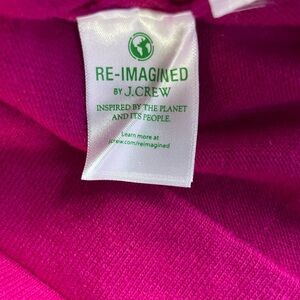 RE-IMAGINED
BY J.CREW
INSPIRED BY THE PLANET
AND ITS PEOPLE.
Learn more at
jcrew.com/reimagined